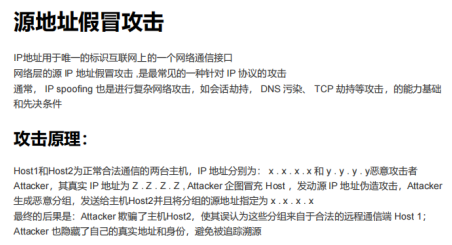 源地址假冒攻击
IP地址用于唯一的标识互联网上的一个网络通信接口
网络层的源 IP 地址假冒攻击 ,是最常见的一种针对 IP 协议的攻击
通常， IP spoofing 也是进行复杂网络攻击，如会话劫持， DNS 污染、 TCP 劫持等攻击，的能力基础
和先决条件
攻击原理：
Host1和Host2为正常合法通信的两台主机，IP 地址分别为： x . x . x . x 和 y . y . y . y恶意攻击者
Attacker，其真实 IP 地址为 Z . Z . Z . Z , Attacker 企图冒充 Host ，发动源 IP 地址伪造攻击，Attacker
生成恶意分组，发送给主机Host2并且将分组的源地址指定为 x . x . x . x
最终的后果是：Attacker 欺骗了主机Host2，使其误认为这些分组来自于合法的远程通信端 Host 1；
Attacker 也隐藏了自己的真实地址和身份，避免被追踪溯源